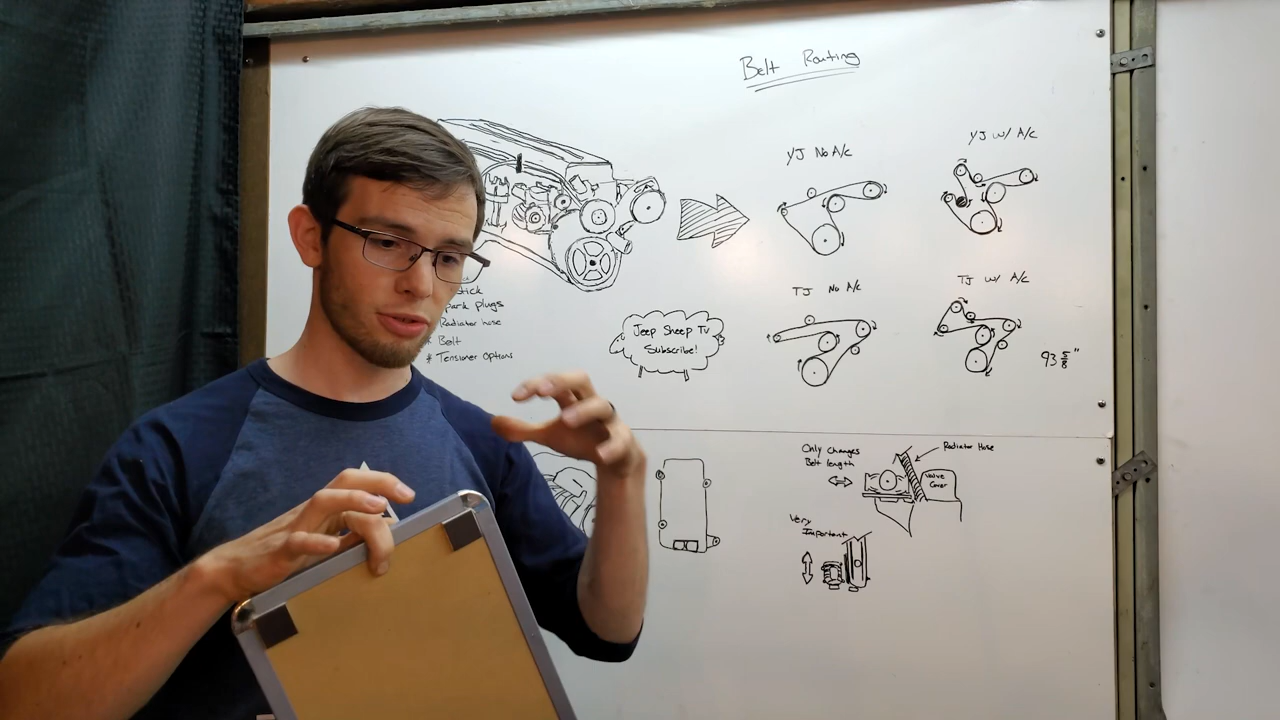 Belt Routing
YJ No A/c
YJ w/ A/c
TJ No A/c
TJ w/ A/c
93 5/8"
stick
park plugs
Radiator hose
* Belt
* Tensioner Options
Jeep Sheep Tv
Subscribe!
Only changes
Belt length
Radiator Hose
Valve
Cover
Very
Important